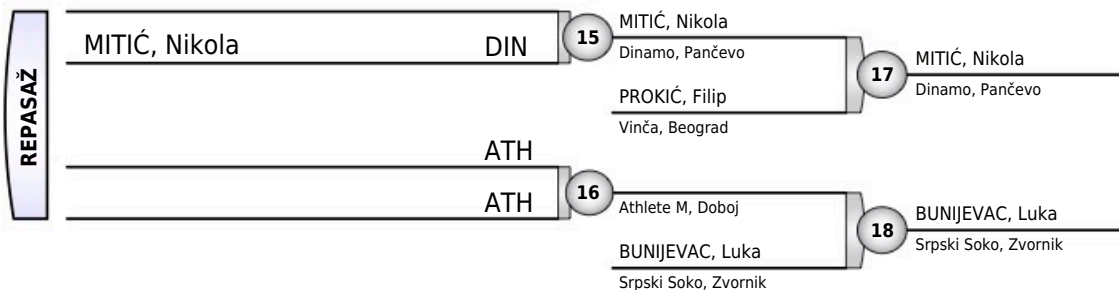 REPASAŽ
MITIĆ, Nikola DIN
15
MITIĆ, Nikola
Dinamo, Pančevo
PROKIĆ, Filip
Vinča, Beograd
17
MITIĆ, Nikola
Dinamo, Pančevo
ATH
ATH
16
Athlete M, Doboj
BUNIJEVAC, Luka
Srpski Soko, Zvornik
18
BUNIJEVAC, Luka
Srpski Soko, Zvornik